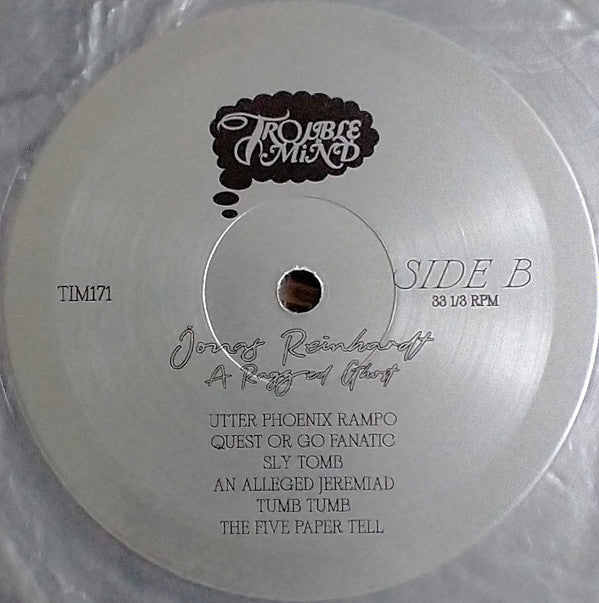 TROUBLE
IN
MiND
TIM171
SIDE B
33 1/3 RPM
Jonas Reinhardt
A Ragged Ghost
UTTER PHOENIX RAMPO
QUEST OR GO FANATIC
SLY TOMB
AN ALLEGED JEREMIAD
TUMB TUMB
THE FIVE PAPER TELL